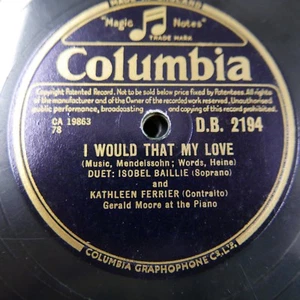 "Magic Notes"
TRADE MARK
Columbia
Copyright. Patented Record. Not to be sold below price fixed by Patentees. All rights
of the manufacturer and of the Owner of the recorded work reserved. Unauthorised
public performance, broadcasting and copying of this record prohibited.
CA 19863
78
D.B. 2194
I WOULD THAT MY LOVE
(Music, Mendelssohn; Words, Heine)
DUET: ISOBEL BAILLIE (Soprano)
and
KATHLEEN FERRIER (Contralto)
Gerald Moore at the Piano
COLUMBIA GRAPHOPHONE Co., Ltd.